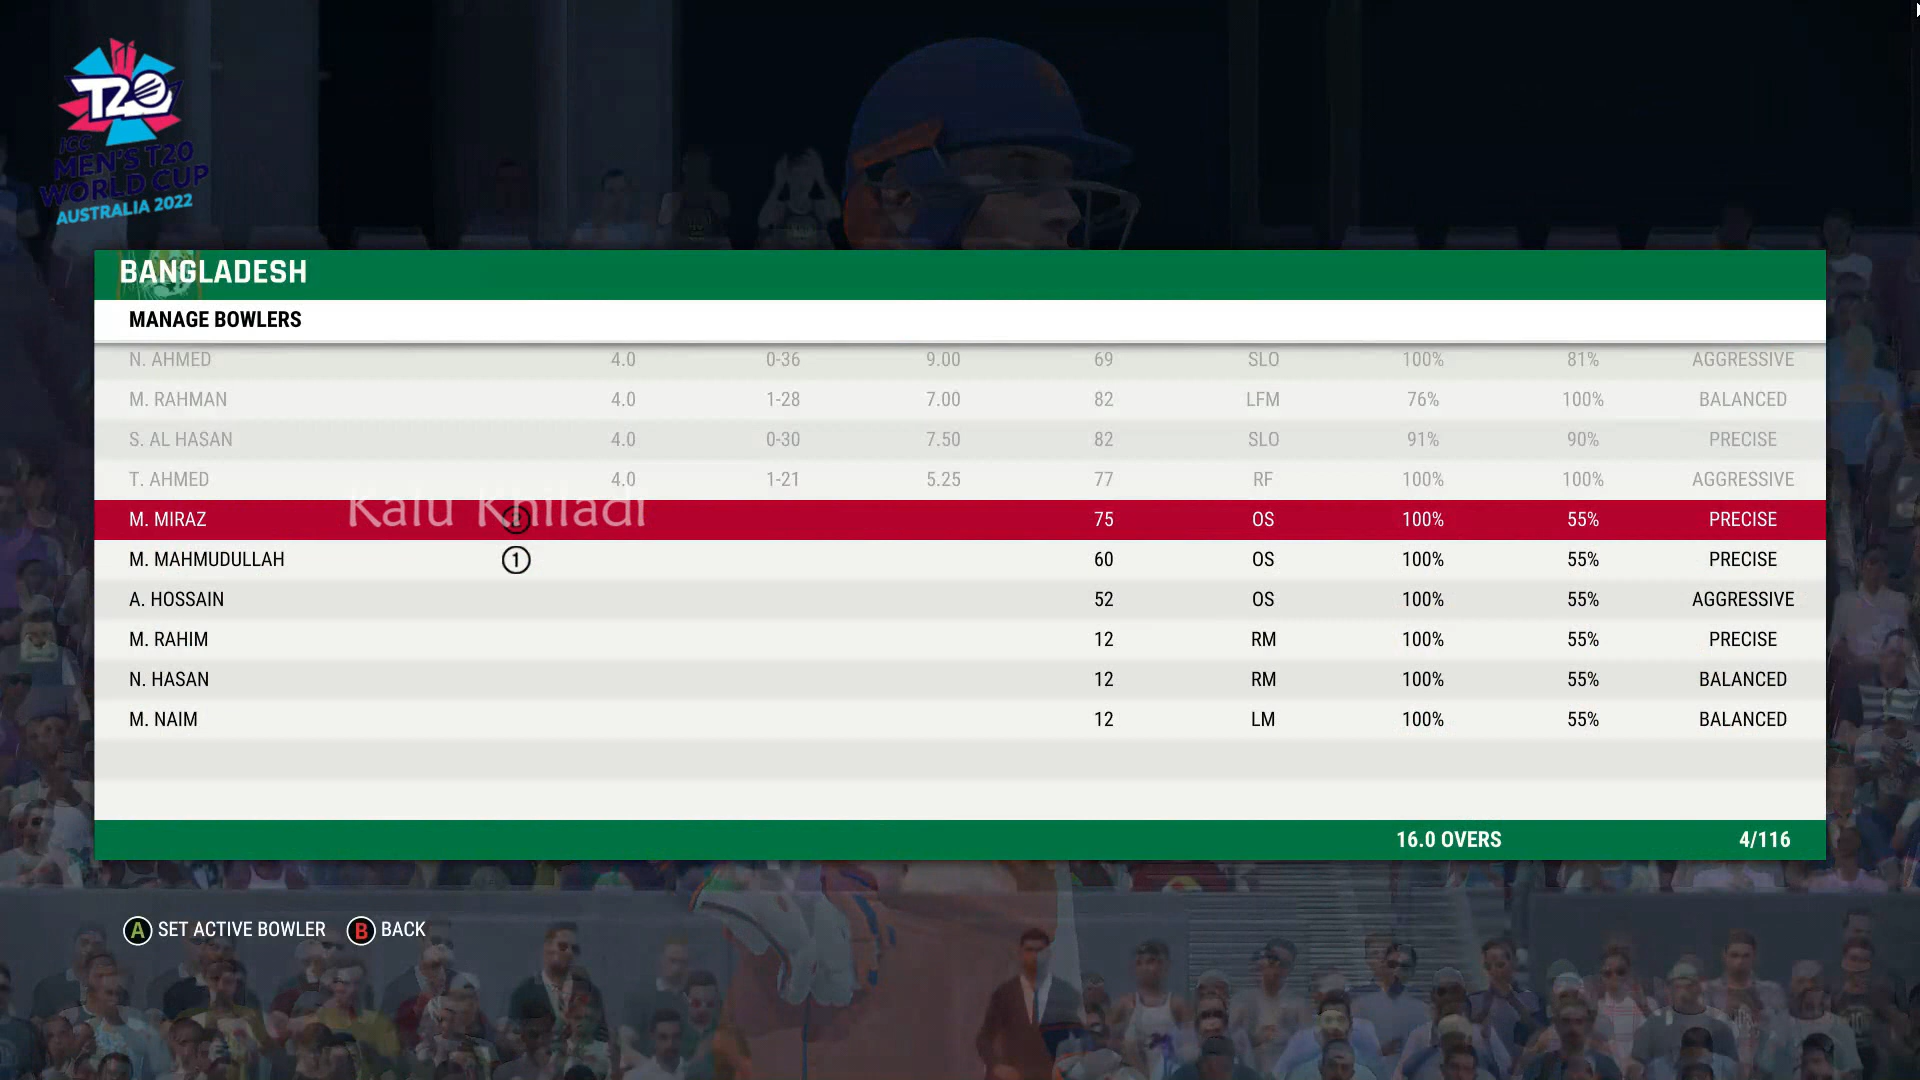 T20
ICC
MEN'S T20
WORLD CUP
AUSTRALIA 2022
BANGLADESH
MANAGE BOWLERS
N. AHMED 4.0 0-36 9.00 69 SLO 100% 81% AGGRESSIVE
M. RAHMAN 4.0 1-28 7.00 82 LFM 76% 100% BALANCED
S. AL HASAN 4.0 0-30 7.50 82 SLO 91% 90% PRECISE
T. AHMED 4.0 1-21 5.25 77 RF 100% 100% AGGRESSIVE
Kalu Khiladi
M. MIRAZ 2 75 OS 100% 55% PRECISE
M. MAHMUDULLAH 1 60 OS 100% 55% PRECISE
A. HOSSAIN 52 OS 100% 55% AGGRESSIVE
M. RAHIM 12 RM 100% 55% PRECISE
N. HASAN 12 RM 100% 55% BALANCED
M. NAIM 12 LM 100% 55% BALANCED
16.0 OVERS 4/116
A SET ACTIVE BOWLER B BACK